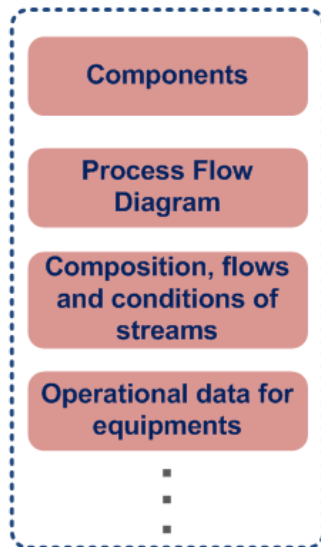 Components
Process Flow
Diagram
Composition, flows
and conditions of
streams
Operational data for
equipments